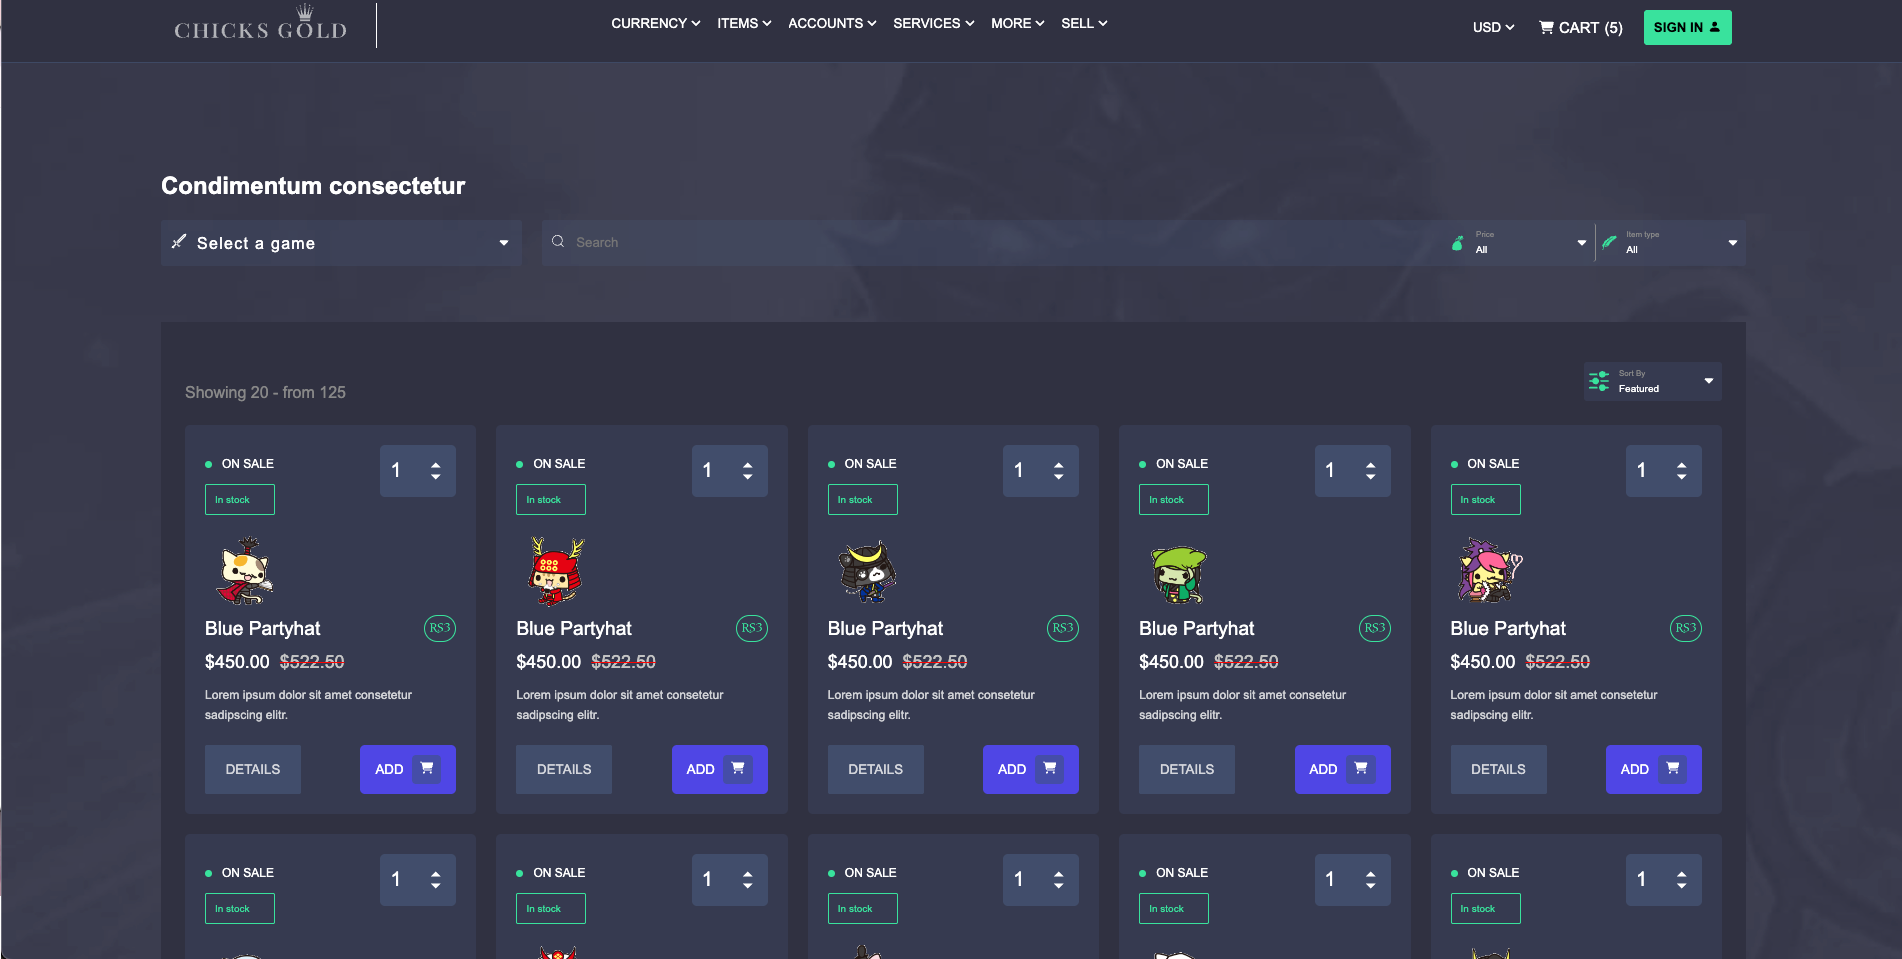 CHICKS GOLD
CURRENCY ITEMS ACCOUNTS SERVICES MORE SELL
USD CART (5) SIGN IN
Condimentum consectetur
Select a game
Search
Price
All
Item type
All
Showing 20 - from 125
Sort By
Featured
ON SALE 1 ON SALE 1 ON SALE 1 ON SALE 1 ON SALE 1
In stock In stock In stock In stock In stock
Blue Partyhat RS3 Blue Partyhat RS3 Blue Partyhat RS3 Blue Partyhat RS3 Blue Partyhat RS3
$450.00 $522.50 $450.00 $522.50 $450.00 $522.50 $450.00 $522.50 $450.00 $522.50
Lorem ipsum dolor sit amet consetetur Lorem ipsum dolor sit amet consetetur Lorem ipsum dolor sit amet consetetur Lorem ipsum dolor sit amet consetetur Lorem ipsum dolor sit amet consetetur
sadipscing elitr. sadipscing elitr. sadipscing elitr. sadipscing elitr. sadipscing elitr.
DETAILS ADD DETAILS ADD DETAILS ADD DETAILS ADD DETAILS ADD
ON SALE 1 ON SALE 1 ON SALE 1 ON SALE 1 ON SALE 1
In stock In stock In stock In stock In stock